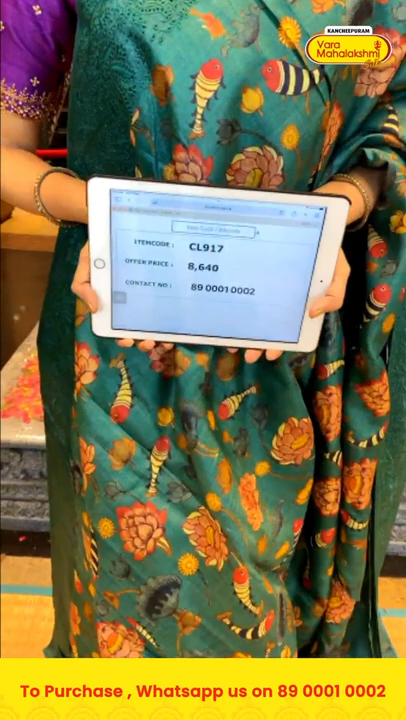 KANCHEEPURAM
Vara
Mahalakshmi
Silks
ITEMCODE : CL917
OFFER PRICE : 8,640
CONTACT NO : 89 0001 0002
To Purchase , Whatsapp us on 89 0001 0002